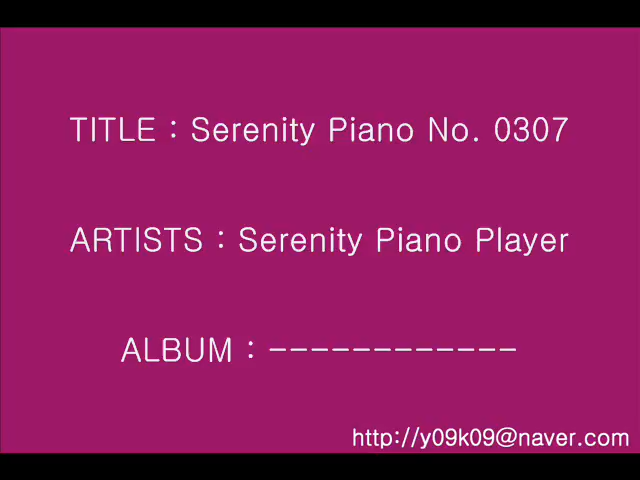 TITLE : Serenity Piano No. 0307
ARTISTS : Serenity Piano Player
ALBUM : ------------
http://y09k09@naver.com